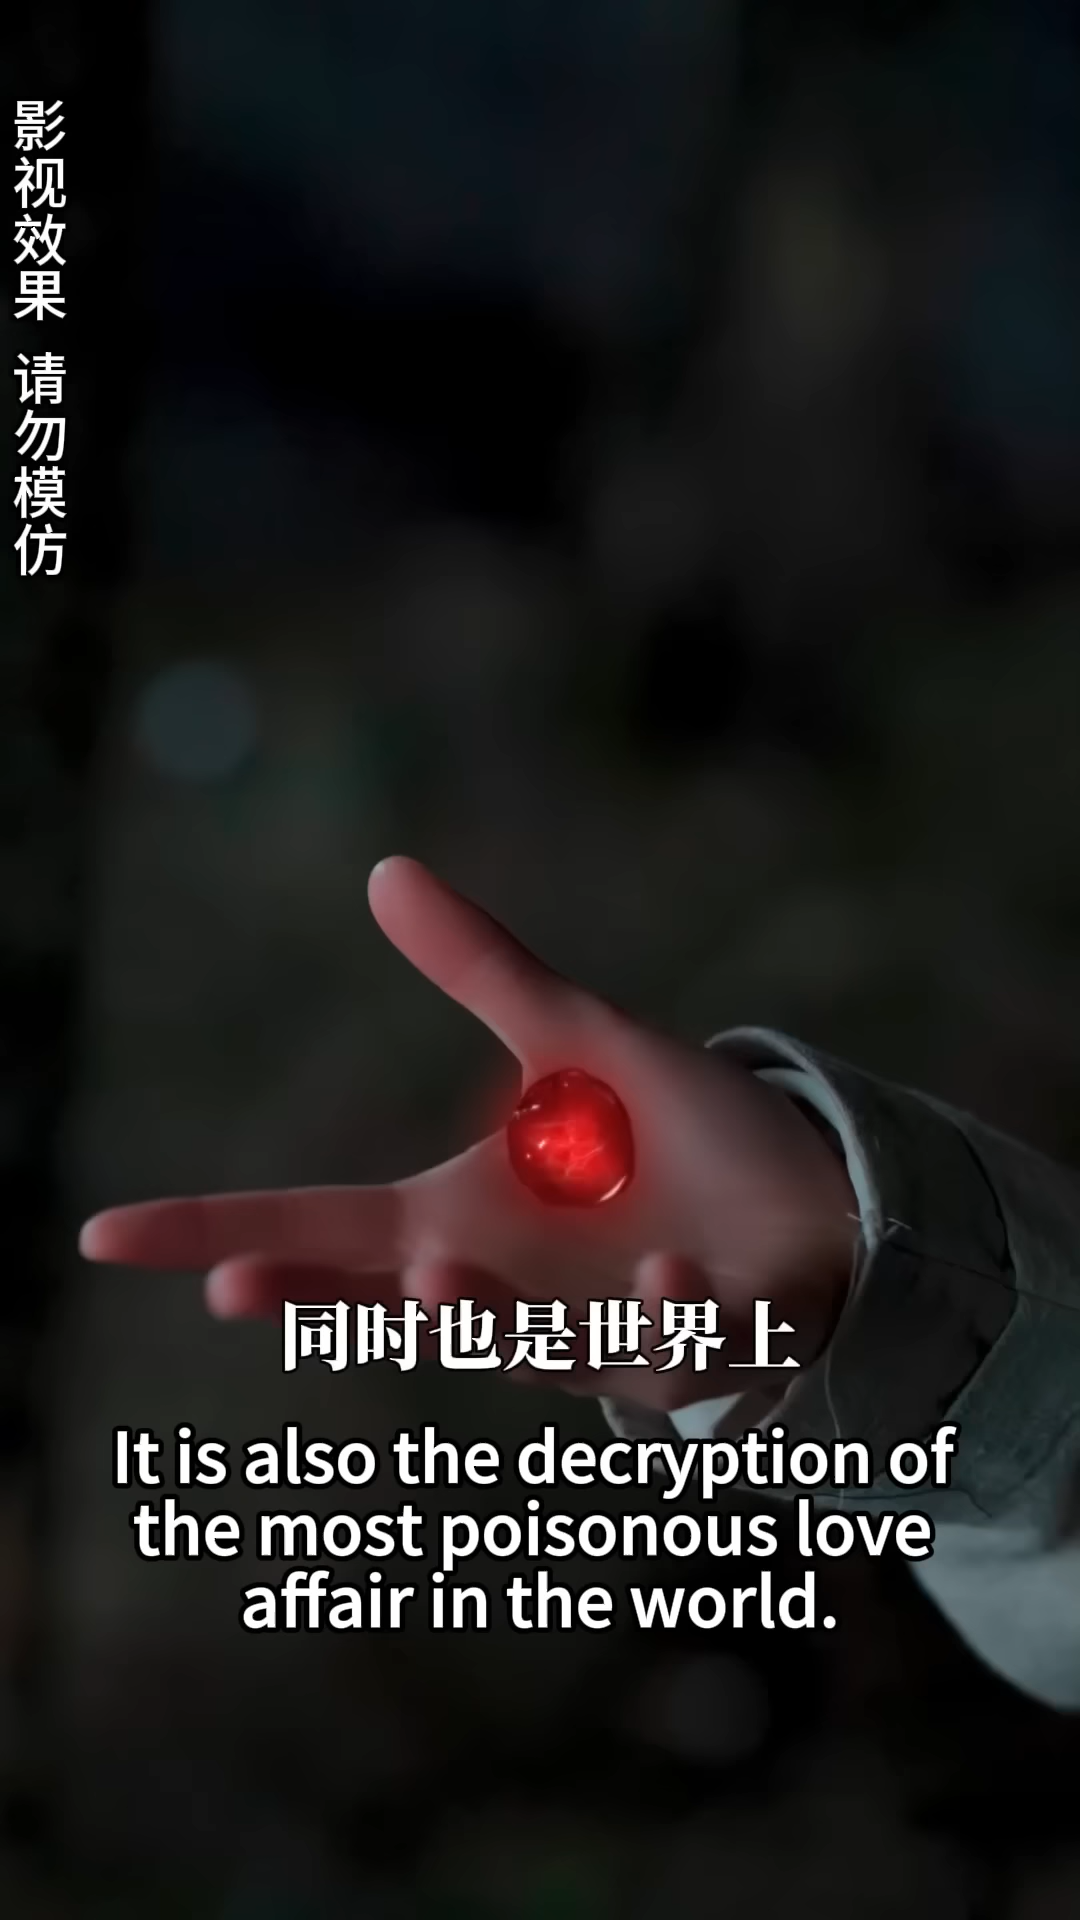 影视效果 请勿模仿
同时也是世界上
It is also the decryption of
the most poisonous love
affair in the world.